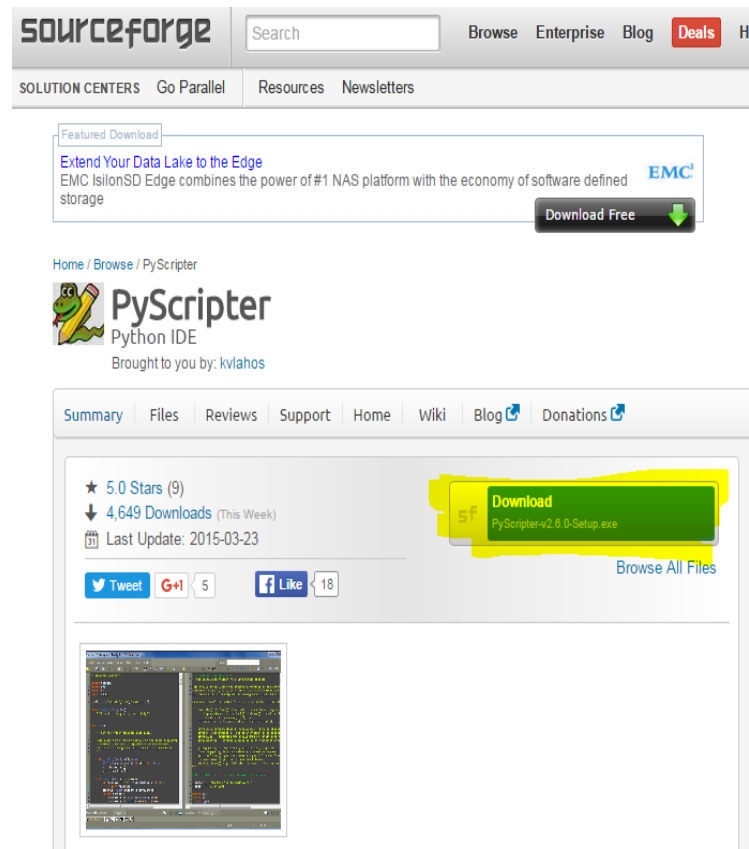 sourceforge
Search
Browse Enterprise Blog Deals H
SOLUTION CENTERS Go Parallel Resources Newsletters
Featured Download
Extend Your Data Lake to the Edge
EMC IsilonSD Edge combines the power of #1 NAS platform with the economy of software defined
storage
EMC²
Download Free
Home / Browse / PyScripter
PyScripter
Python IDE
Brought to you by: kvlahos
Summary Files Reviews Support Home Wiki Blog Donations
5.0 Stars (9)
4,649 Downloads (This Week)
31 Last Update: 2015-03-23
sf
Download
PyScripter-v2.6.0-Setup.exe
Browse All Files
Tweet G+1 5 f Like 18